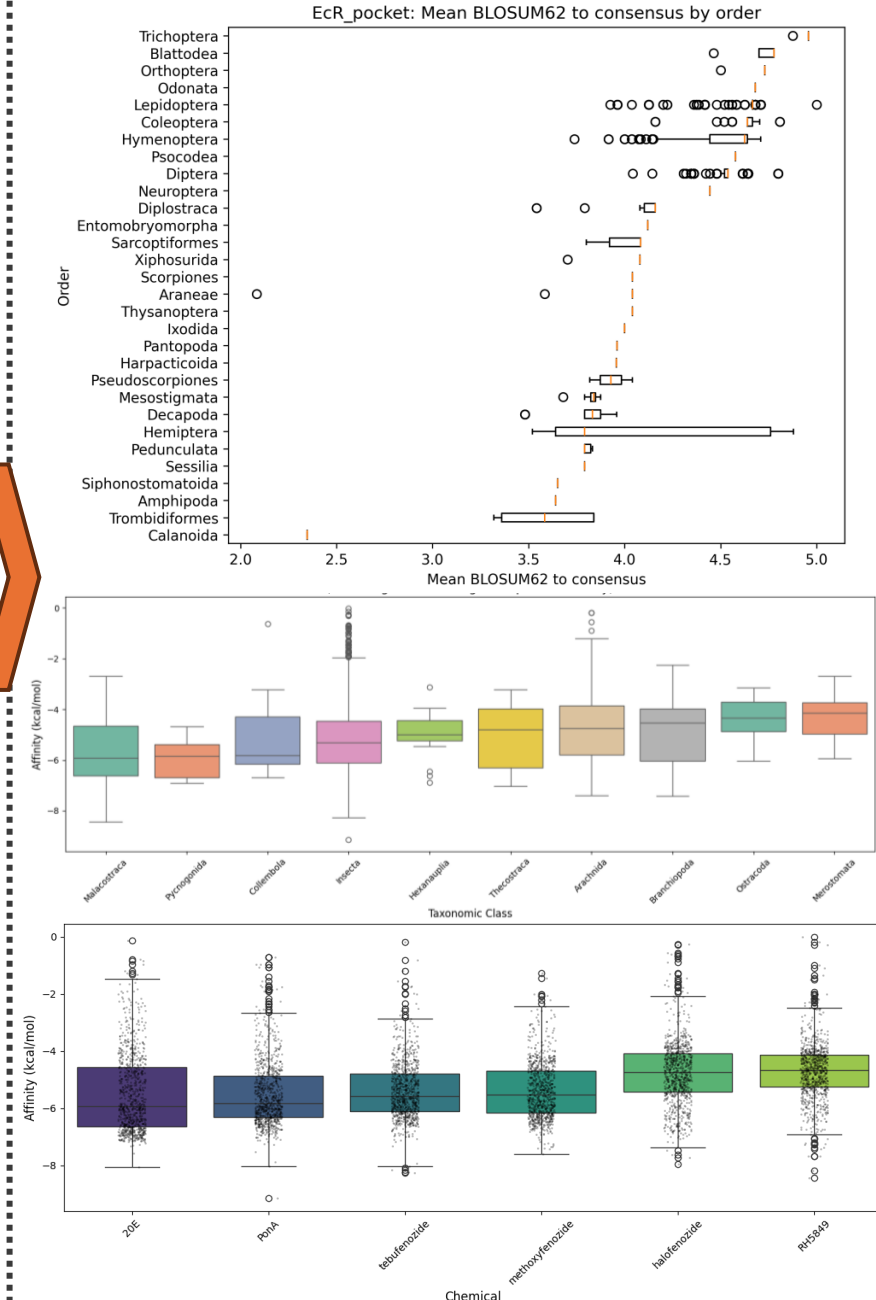 EcR_pocket: Mean BLOSUM62 to consensus by order
Order
Trichoptera
Blattodea
Orthoptera
Odonata
Lepidoptera
Coleoptera
Hymenoptera
Psocodea
Diptera
Neuroptera
Diplostraca
Entomobryomorpha
Sarcoptiformes
Xiphosurida
Scorpiones
Araneae
Thysanoptera
Ixodida
Pantopoda
Harpacticoida
Pseudoscorpiones
Mesostigmata
Decapoda
Hemiptera
Pedunculata
Sessilia
Siphonostomatoida
Amphipoda
Trombidiformes
Calanoida
2.0 2.5 3.0 3.5 4.0 4.5 5.0
Mean BLOSUM62 to consensus
Affinity (kcal/mol)
0
−2
−4
−6
−8
Malacostraca Pycnogonida Collembola Insecta Hexanauplia Thecostraca Arachnida Branchiopoda Ostracoda Merostomata
Taxonomic Class
Affinity (kcal/mol)
0
−2
−4
−6
−8
20E PonA tebufenozide methoxyfenozide halofenozide RH5849
Chemical